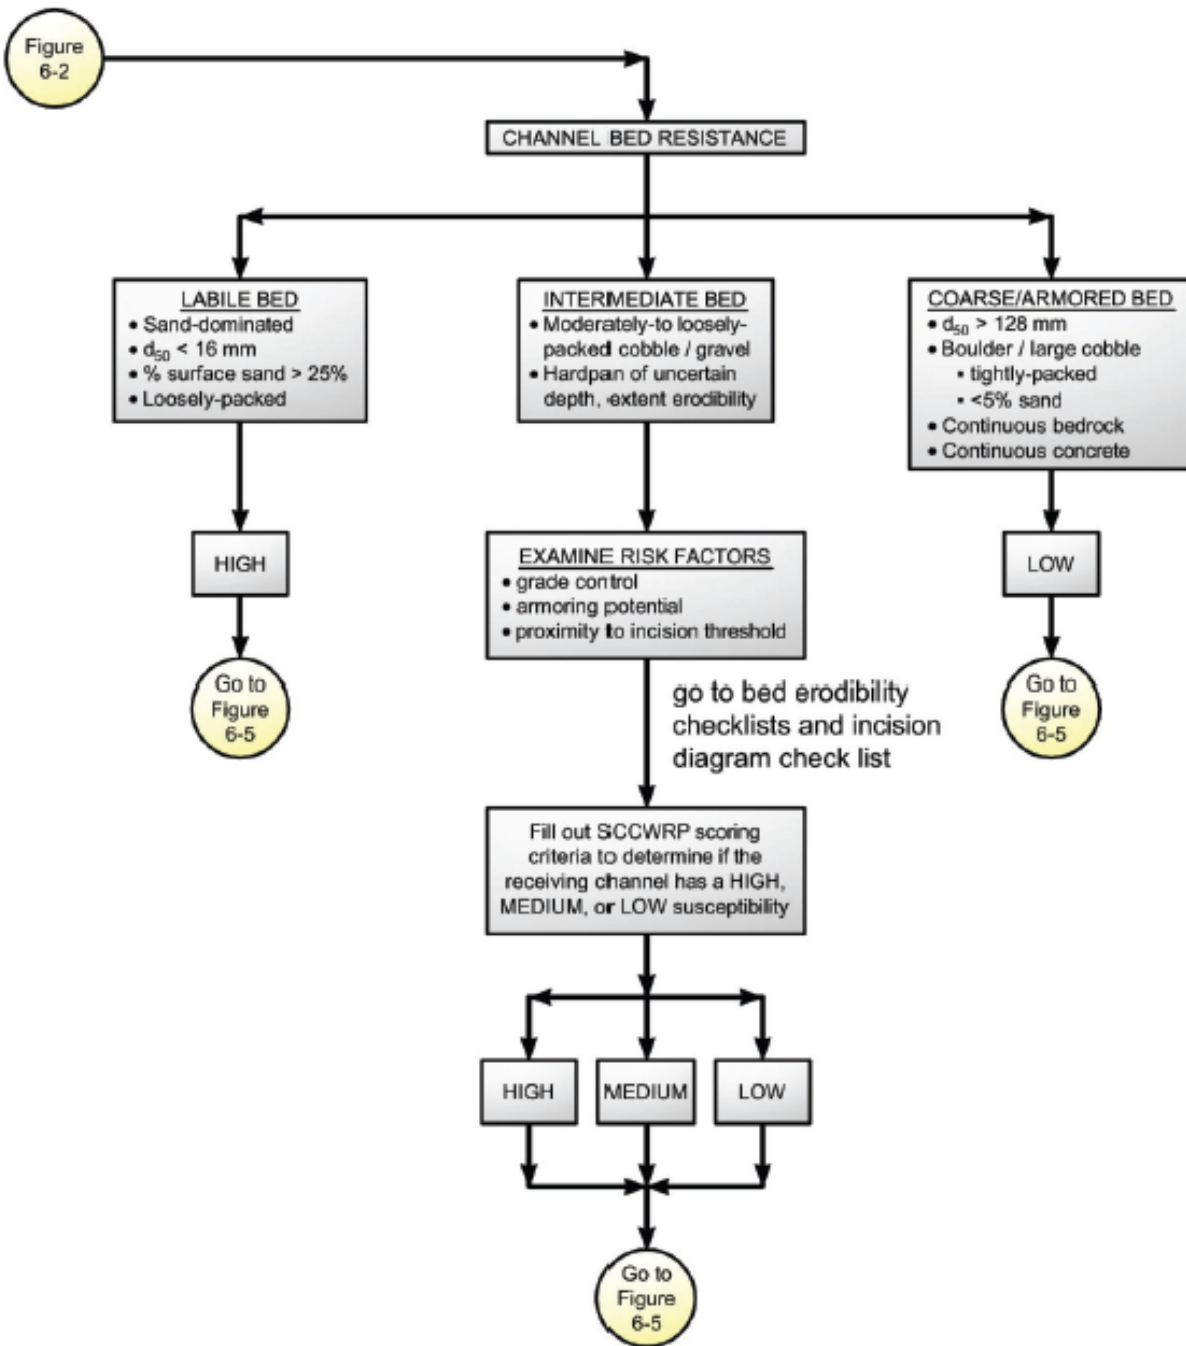 Figure
6-2
CHANNEL BED RESISTANCE
LABILE BED
• Sand-dominated
• d50 < 16 mm
• % surface sand > 25%
• Loosely-packed
INTERMEDIATE BED
• Moderately-to loosely-
packed cobble / gravel
• Hardpan of uncertain
depth, extent erodibility
COARSE/ARMORED BED
• d50 > 128 mm
• Boulder / large cobble
▪ tightly-packed
▪ <5% sand
• Continuous bedrock
• Continuous concrete
HIGH
EXAMINE RISK FACTORS
• grade control
• armoring potential
• proximity to incision threshold
LOW
Go to
Figure
6-5
go to bed erodibility
checklists and incision
diagram check list
Go to
Figure
6-5
Fill out SCCWRP scoring
criteria to determine if the
receiving channel has a HIGH,
MEDIUM, or LOW susceptibility
HIGH
MEDIUM
LOW
Go to
Figure
6-5